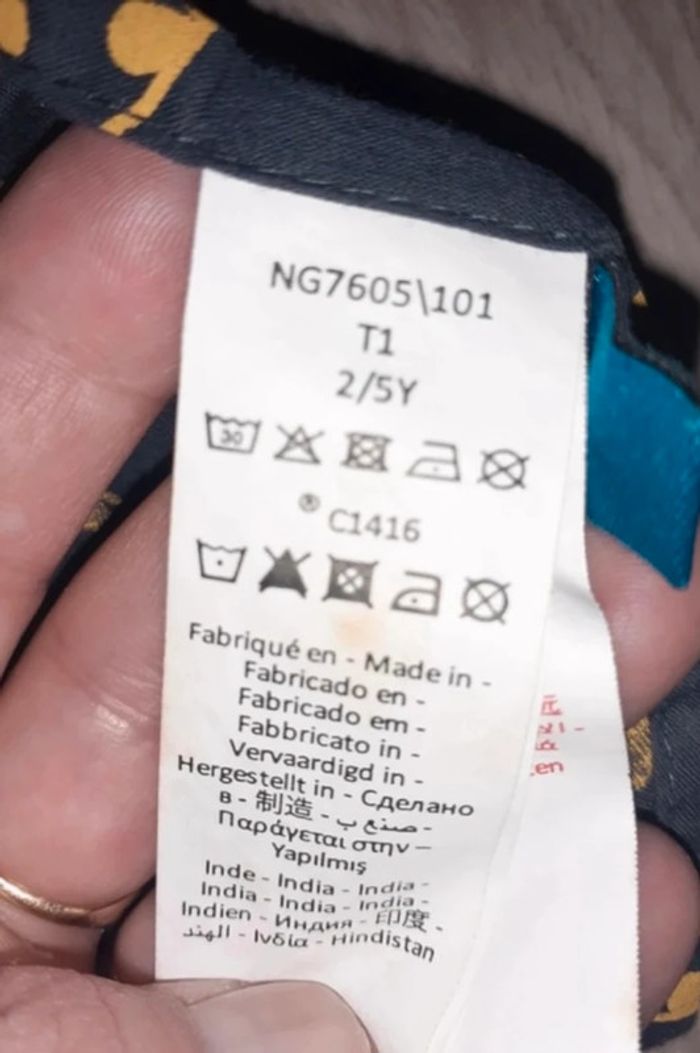 NG7605\101
T1
2/5Y
30
® C1416
Fabriqué en - Made in -
Fabricado en -
Fabricado em -
Fabbricato in -
Vervaardigd in -
Hergestellt in - Сделано
в - 制造 - صنع ب -
Παράγεται στην –
Yapılmış
Inde - India - India -
India - India - India -
Indien - Индия - 印度 -
الهند - Ινδία - Hindistan
en